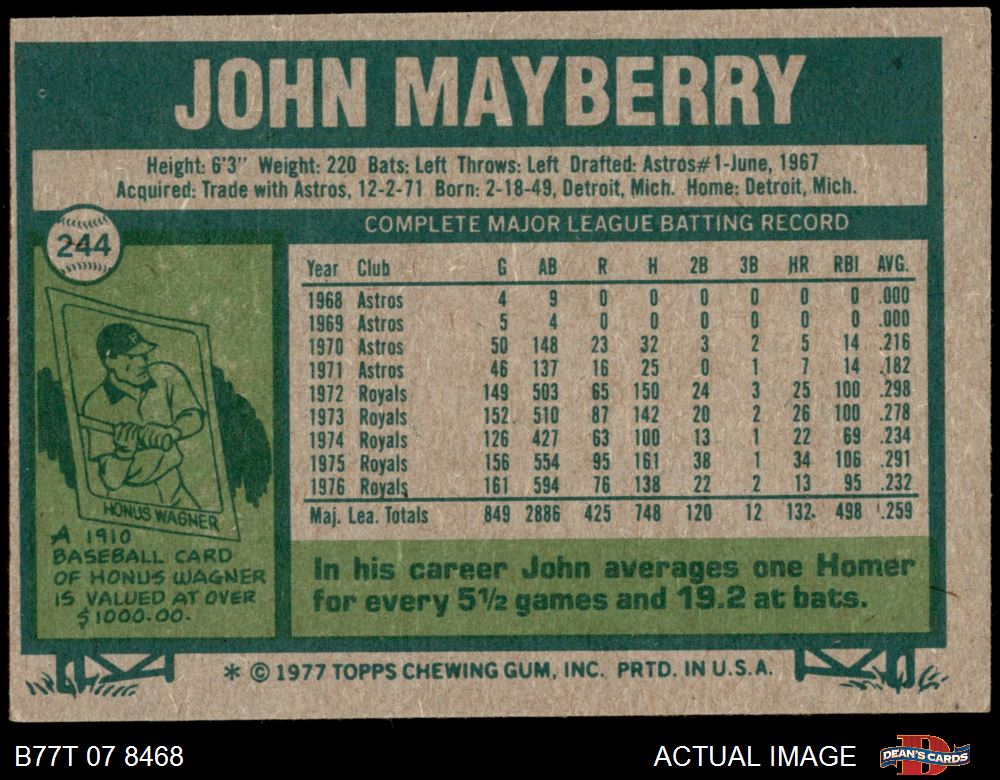 JOHN MAYBERRY
Height: 6'3" Weight: 220 Bats: Left Throws: Left Drafted: Astros#1-June, 1967
Acquired: Trade with Astros, 12-2-71 Born: 2-18-49, Detroit, Mich. Home: Detroit, Mich.
244
COMPLETE MAJOR LEAGUE BATTING RECORD
Year Club G AB R H 2B 3B HR RBI AVG.
1968 Astros 4 9 0 0 0 0 0 0 .000
1969 Astros 5 4 0 0 0 0 0 0 .000
1970 Astros 50 148 23 32 3 2 5 14 .216
1971 Astros 46 137 16 25 0 1 7 14 .182
1972 Royals 149 503 65 150 24 3 25 100 .298
1973 Royals 152 510 87 142 20 2 26 100 .278
1974 Royals 126 427 63 100 13 1 22 69 .234
1975 Royals 156 554 95 161 38 1 34 106 .291
1976 Royals 161 594 76 138 22 2 13 95 .232
Maj. Lea. Totals 849 2886 425 748 120 12 132 498 .259
P
HONUS WAGNER
A 1910
BASEBALL CARD
OF HONUS WAGNER
IS VALUED AT OVER
$1000.00.
In his career John averages one Homer
for every 5½ games and 19.2 at bats.
* © 1977 TOPPS CHEWING GUM, INC. PRTD. IN U.S.A.
B77T 07 8468
ACTUAL IMAGE
D
DEAN'S CARDS